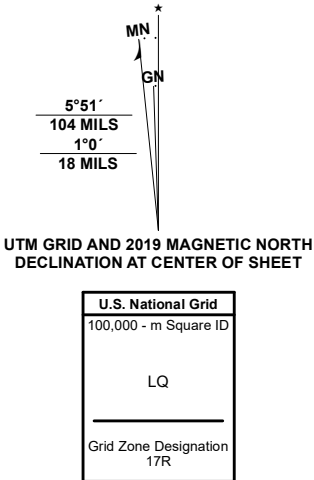 MN
GN
5°51´
104 MILS
1°0´
18 MILS
UTM GRID AND 2019 MAGNETIC NORTH
DECLINATION AT CENTER OF SHEET
U.S. National Grid
100,000 - m Square ID
LQ
Grid Zone Designation
17R